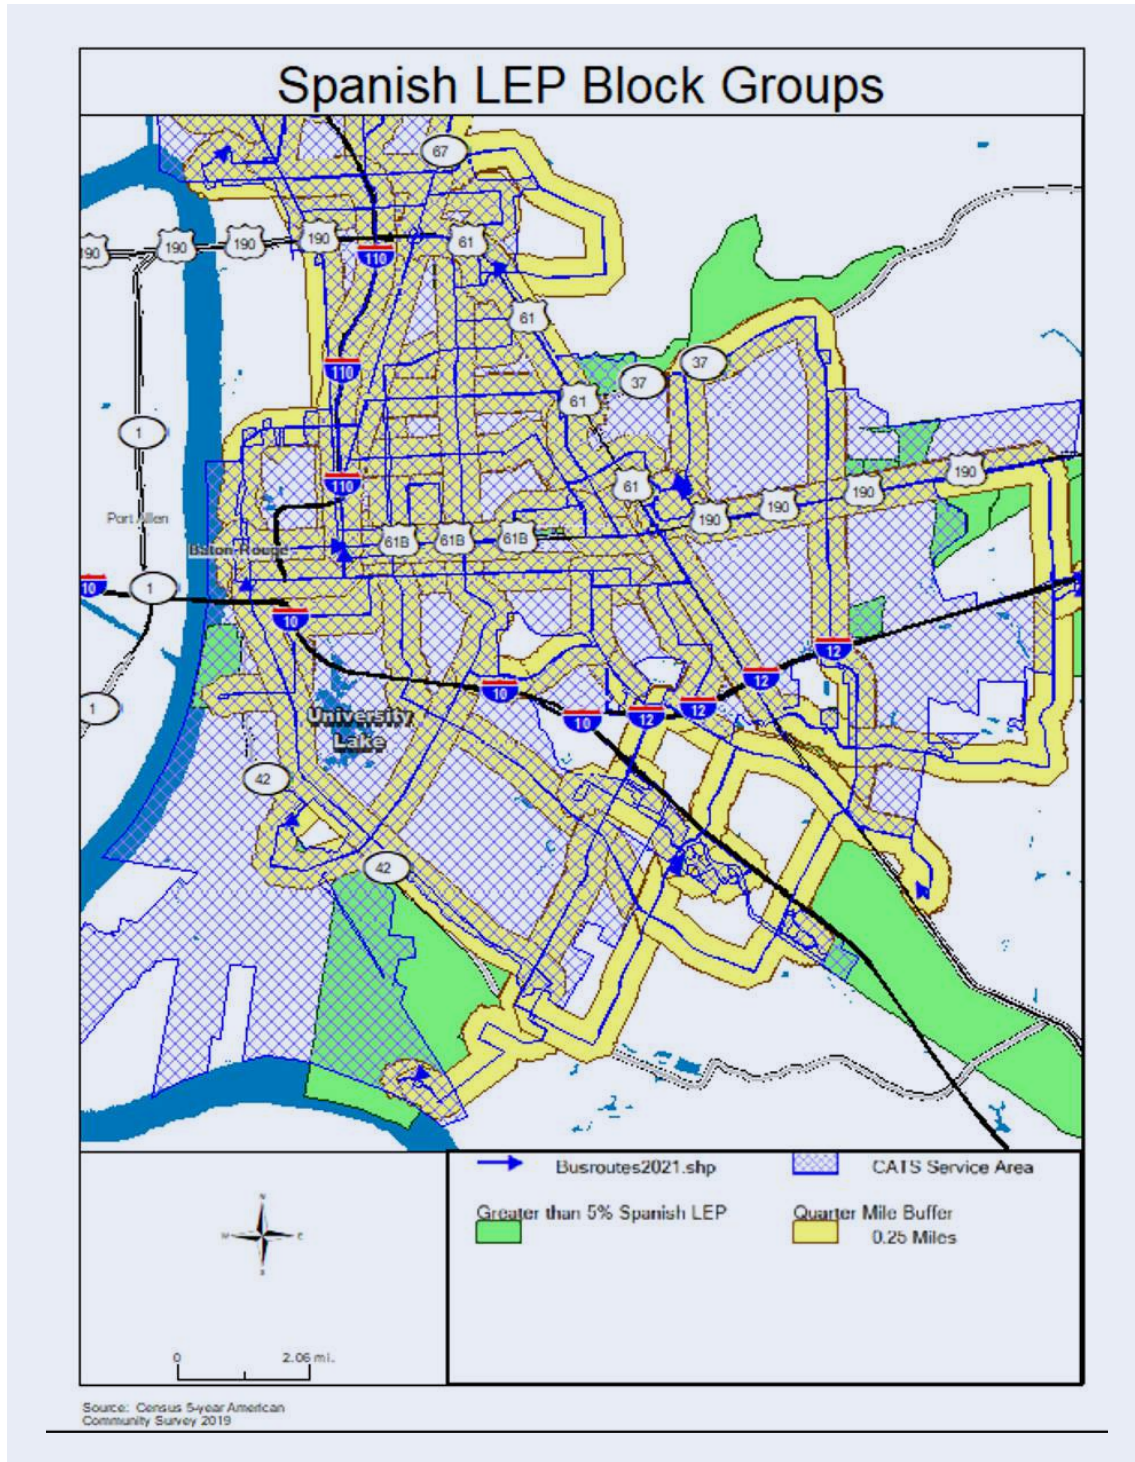 Spanish LEP Block Groups
67
190
190
190
190
61
110
61
37
37
110
61
1
190
61
190
110
190
190
Port Allen
61B
61B
61B
Baton Rouge
10
1
10
12
12
10
12
12
1
10
University
Lake
42
42
Busroutes2021.shp
CATS Service Area
Greater than 5% Spanish LEP
Quarter Mile Buffer
0.25 Miles
N
S
0
2.06 mi.
Source: Census 5-year American
Community Survey 2019